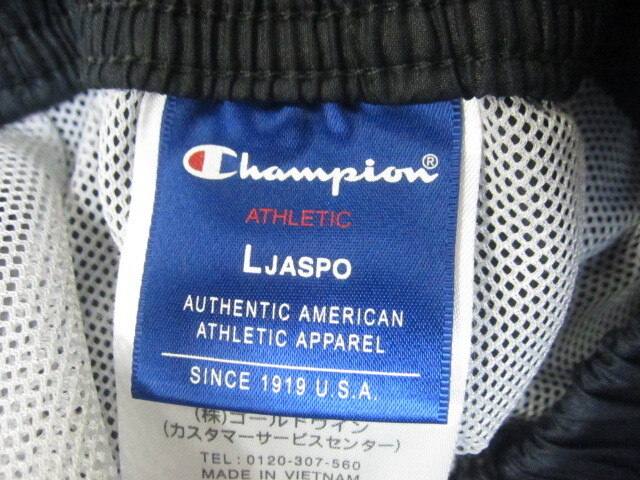 Champion®
ATHLETIC
L JASPO
AUTHENTIC AMERICAN
ATHLETIC APPAREL
SINCE 1919 U.S.A.
(株)ゴールドウイン
(カスタマーサービスセンター)
TEL: 0120-307-560
MADE IN VIETNAM